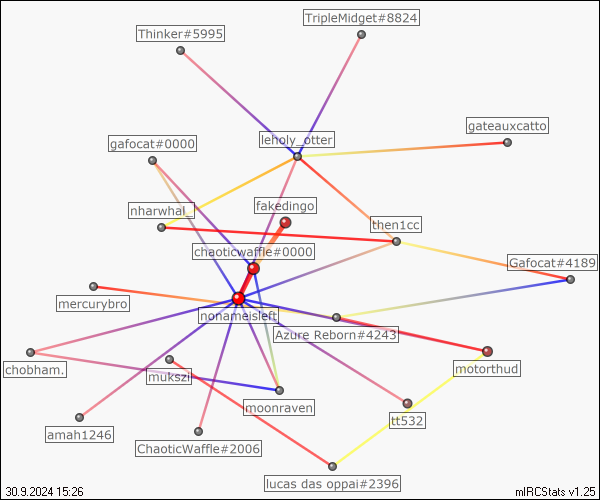 TripleMidget#8824
Thinker#5995
gateauxcatto
leholy_otter
gafocat#0000
fakedingo
nharwhal_
then1cc
chaoticwaffle#0000
Gafocat#4189
mercurybro
nonameisleft
Azure Reborn#4243
chobham.
mukszi
motorthud
moonraven
tt532
amah1246
ChaoticWaffle#2006
lucas das oppai#2396
30.9.2024 15:26
mIRCStats v1.25